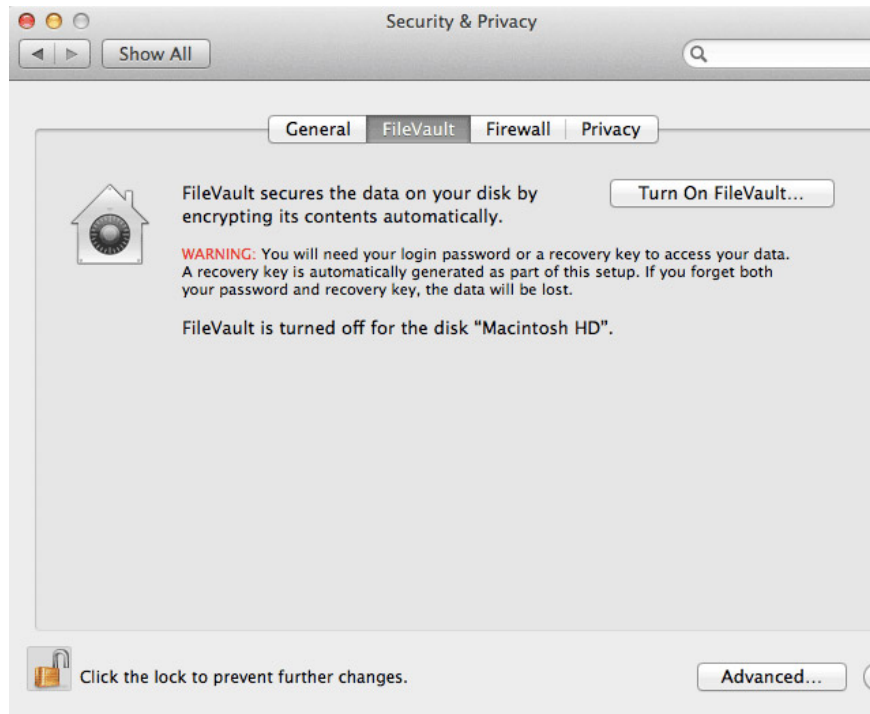 Security & Privacy
Show All
General FileVault Firewall Privacy
FileVault secures the data on your disk by
encrypting its contents automatically.
Turn On FileVault...
WARNING: You will need your login password or a recovery key to access your data.
A recovery key is automatically generated as part of this setup. If you forget both
your password and recovery key, the data will be lost.
FileVault is turned off for the disk “Macintosh HD”.
Click the lock to prevent further changes.
Advanced...